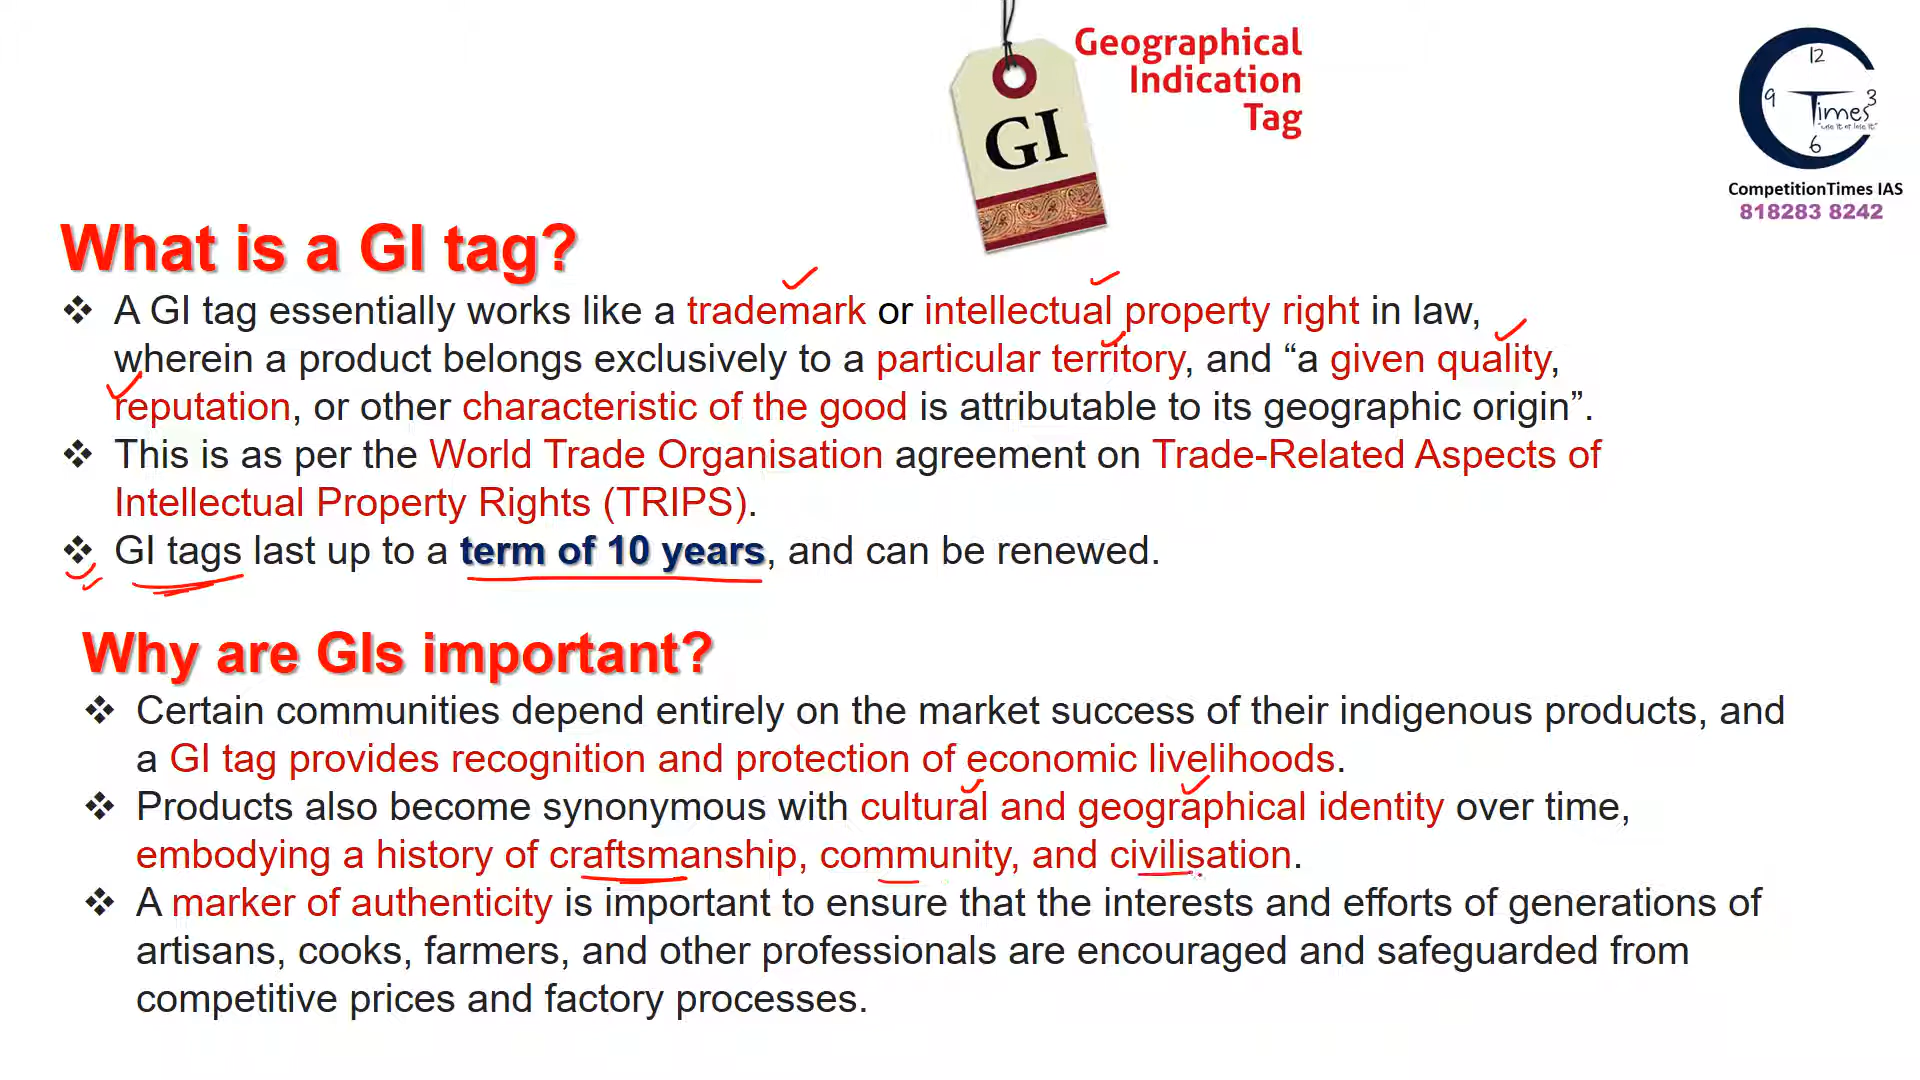 Geographical
Indication
Tag
GI
12
9
3
Times
"use it or lose it"
6
CompetitionTimes IAS
818283 8242
What is a GI tag?
❖ A GI tag essentially works like a trademark or intellectual property right in law,
wherein a product belongs exclusively to a particular territory, and “a given quality,
reputation, or other characteristic of the good is attributable to its geographic origin”.
❖ This is as per the World Trade Organisation agreement on Trade-Related Aspects of
Intellectual Property Rights (TRIPS).
❖ GI tags last up to a term of 10 years, and can be renewed.
Why are GIs important?
❖ Certain communities depend entirely on the market success of their indigenous products, and
a GI tag provides recognition and protection of economic livelihoods.
❖ Products also become synonymous with cultural and geographical identity over time,
embodying a history of craftsmanship, community, and civilisation.
❖ A marker of authenticity is important to ensure that the interests and efforts of generations of
artisans, cooks, farmers, and other professionals are encouraged and safeguarded from
competitive prices and factory processes.